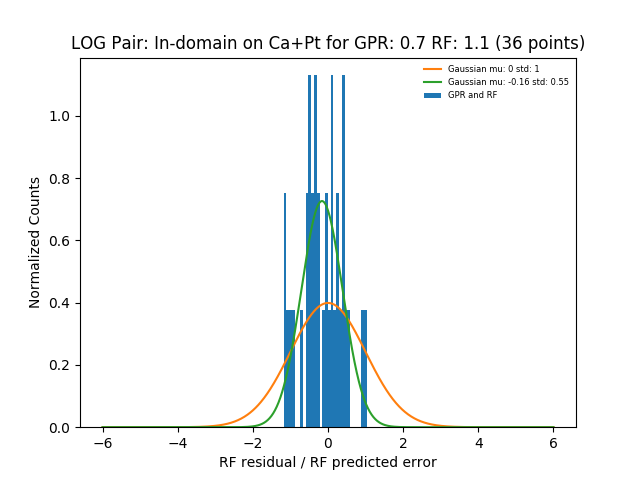 LOG Pair: In-domain on Ca+Pt for GPR: 0.7 RF: 1.1 (36 points)
Gaussian mu: 0 std: 1
Gaussian mu: -0.16 std: 0.55
GPR and RF
Normalized Counts
1.0
0.8
0.6
0.4
0.2
0.0
−6 −4 −2 0 2 4 6
RF residual / RF predicted error